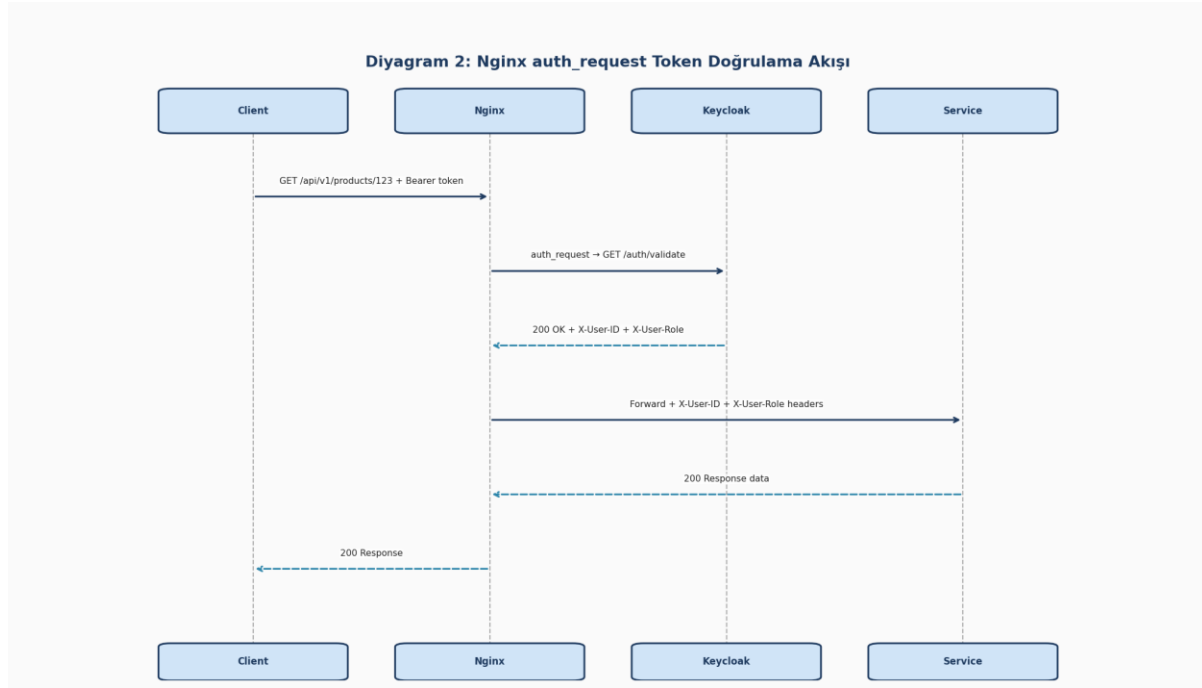 Diyagram 2: Nginx auth_request Token Doğrulama Akışı
Client
Nginx
Keycloak
Service
GET /api/v1/products/123 + Bearer token
auth_request → GET /auth/validate
200 OK + X-User-ID + X-User-Role
Forward + X-User-ID + X-User-Role headers
200 Response data
200 Response
Client
Nginx
Keycloak
Service